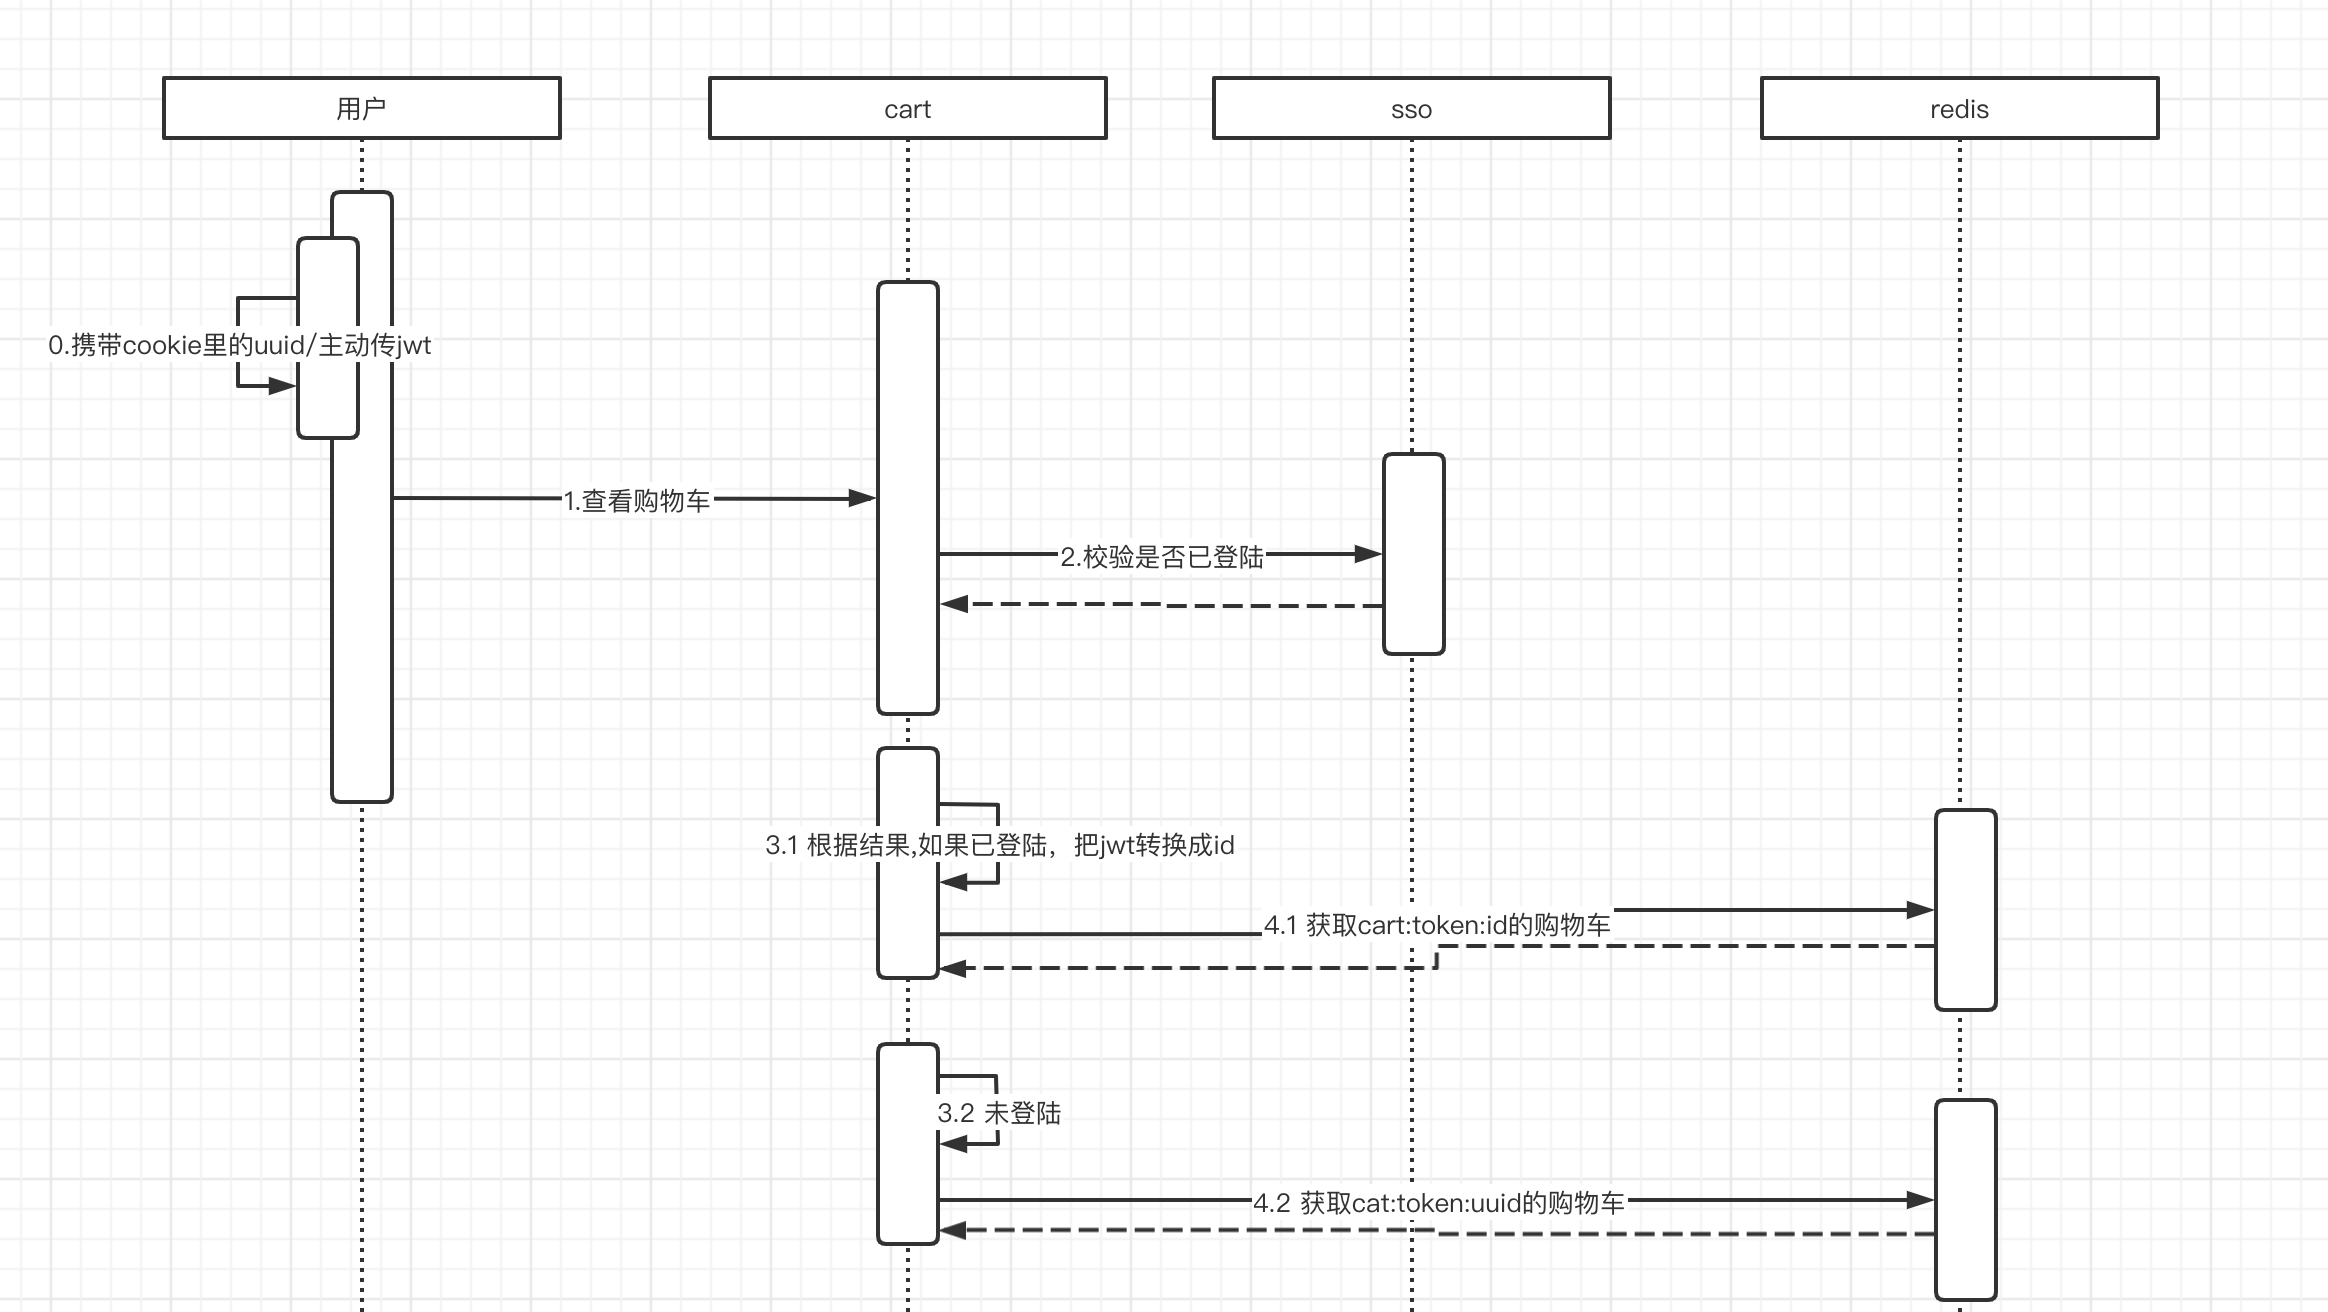 用户
cart
sso
redis
0.携带cookie里的uuid/主动传jwt
1.查看购物车
2.校验是否已登陆
3.1 根据结果,如果已登陆，把jwt转换成id
4.1 获取cart:token:id的购物车
3.2 未登陆
4.2 获取cat:token:uuid的购物车